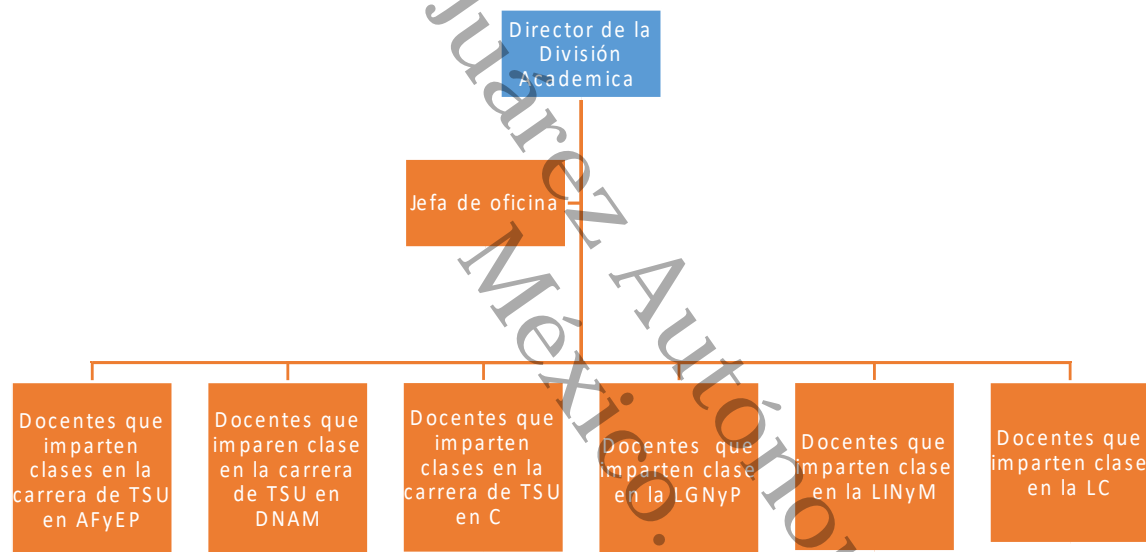 Director de la
División
Academica
Jefa de oficina
Docentes que
imparten
clases en la
carrera de TSU
en AFyEP
Docentes que
imparen clase
en la carrera
de TSU en
DNAM
Docentes que
imparten
clases en la
carrera de TSU
en C
Docentes que
imparten clase
en la LGNyP
Docentes que
imparten clase
en la LINyM
Docentes que
imparten clase
en la LC
Juárez Autónom
México.